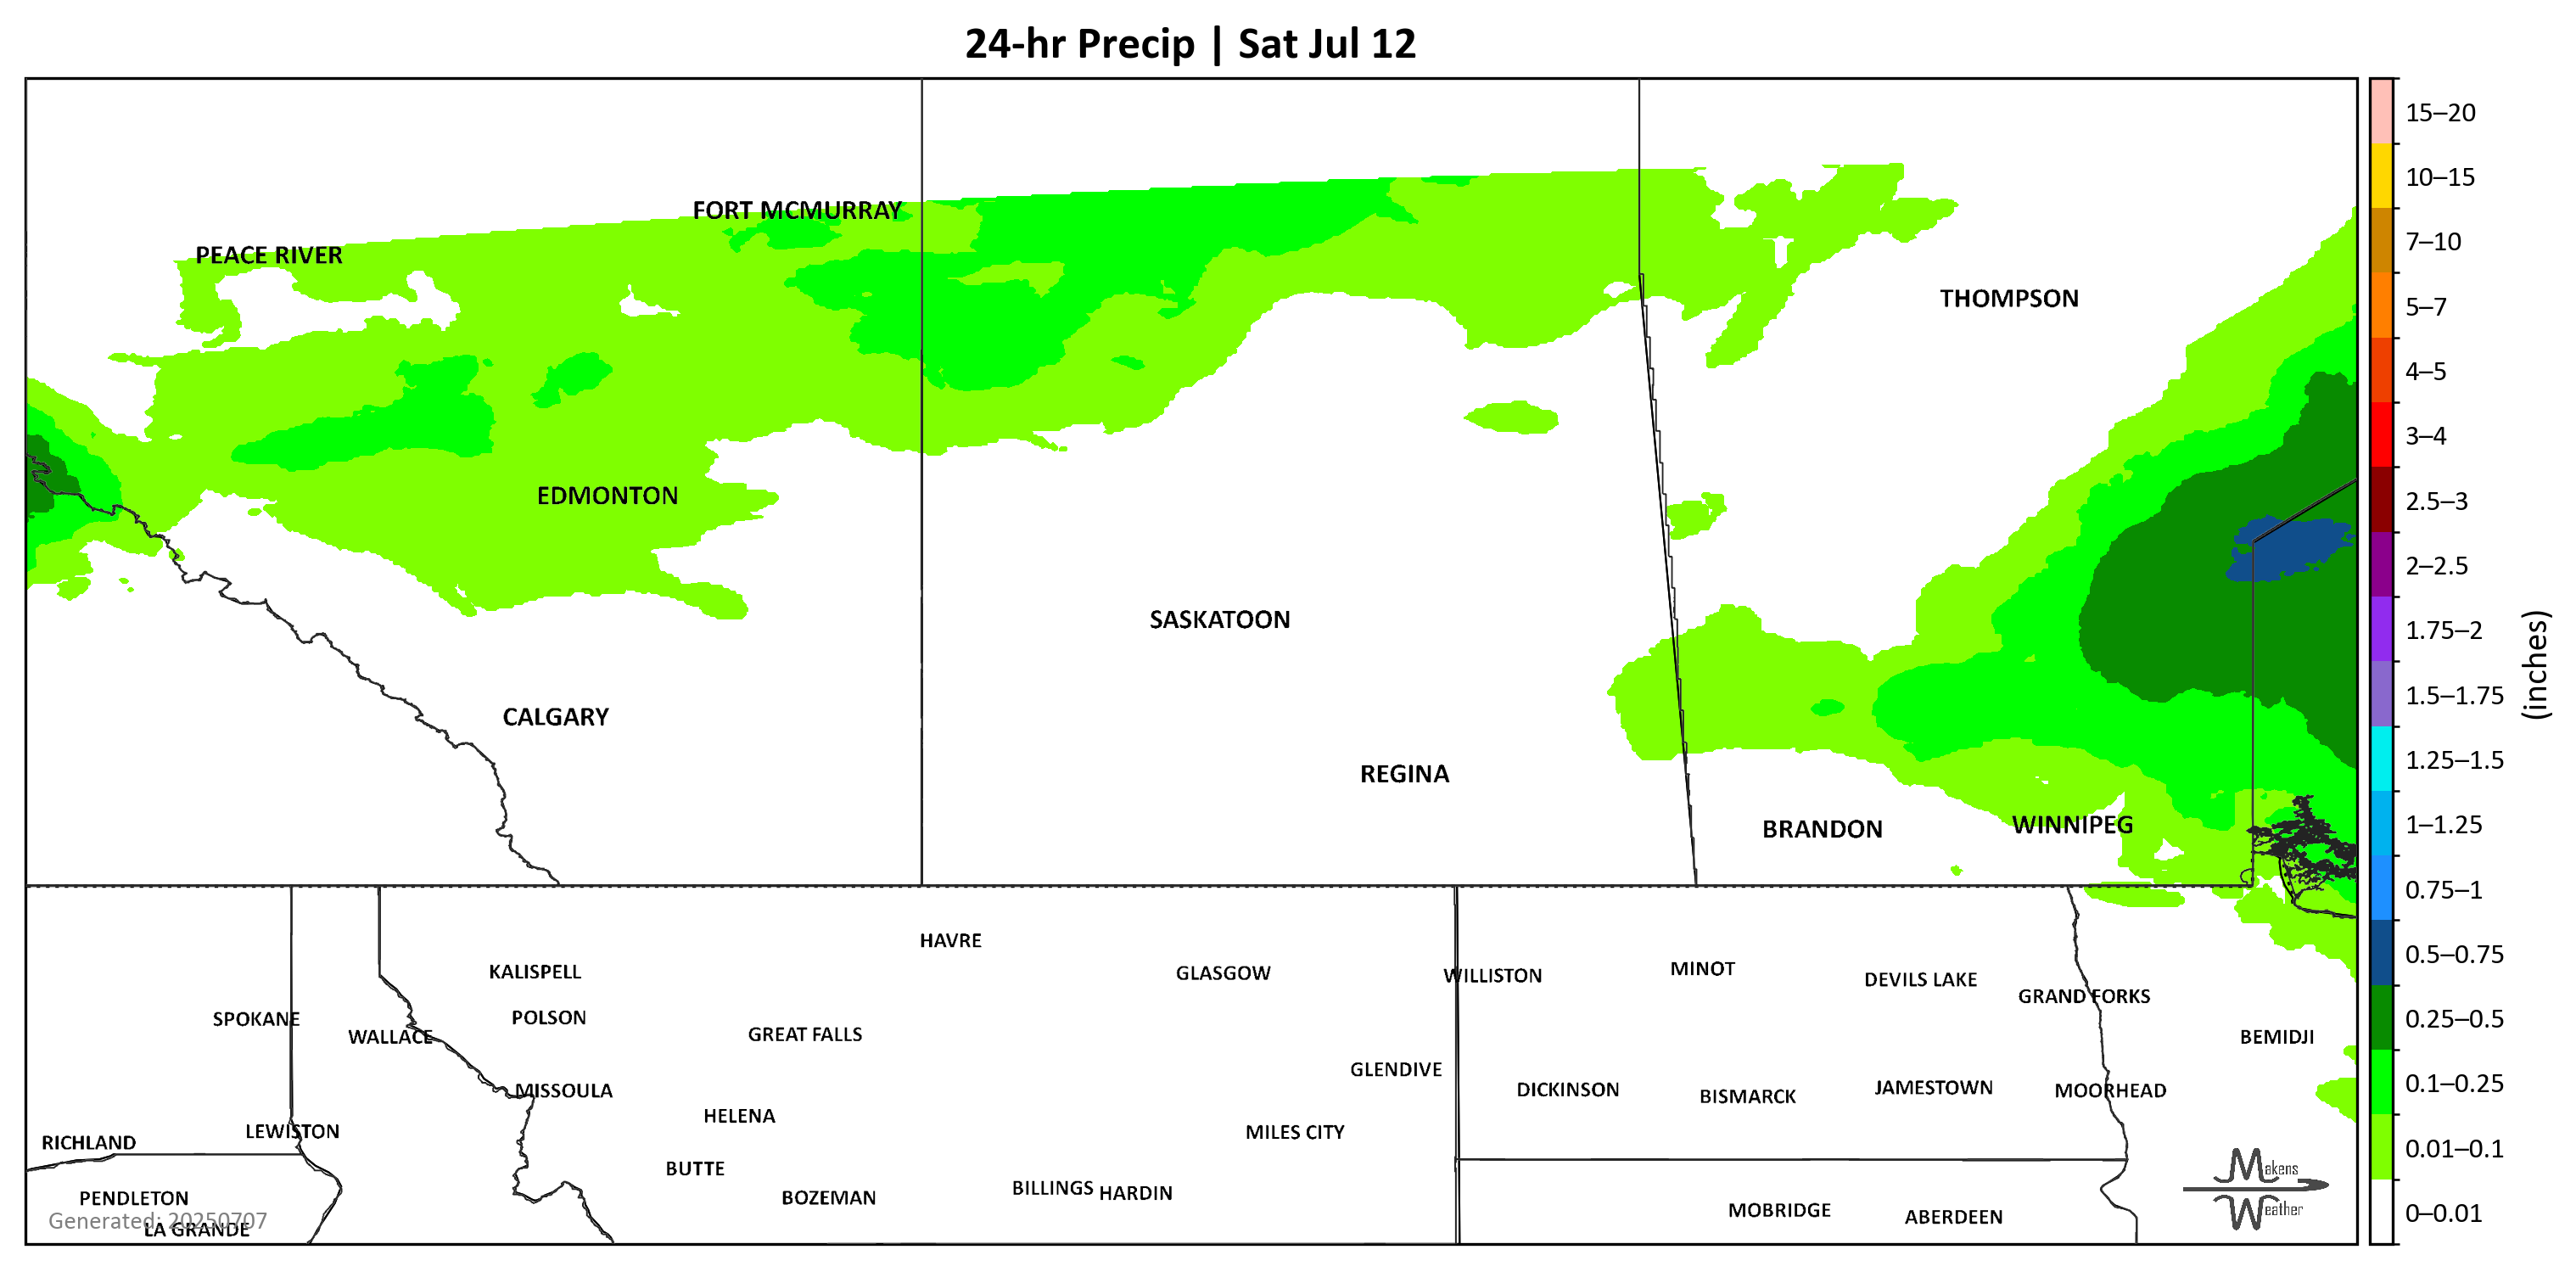 24-hr Precip | Sat Jul 12
FORT MCMURRAY
PEACE RIVER
THOMPSON
EDMONTON
SASKATOON
CALGARY
REGINA
BRANDON
WINNIPEG
HAVRE
KALISPELL
GLASGOW
WILLISTON
MINOT
DEVILS LAKE
GRAND FORKS
SPOKANE
WALLACE
POLSON
GREAT FALLS
BEMIDJI
GLENDIVE
MISSOULA
DICKINSON
BISMARCK
JAMESTOWN
MOORHEAD
HELENA
LEWISTON
MILES CITY
RICHLAND
BUTTE
BILLINGS
HARDIN
BOZEMAN
PENDLETON
MOBRIDGE
ABERDEEN
Generated: 20250707
LA GRANDE
Makens
Weather
15–20
10–15
7–10
5–7
4–5
3–4
2.5–3
2–2.5
1.75–2
1.5–1.75
1.25–1.5
1–1.25
0.75–1
0.5–0.75
0.25–0.5
0.1–0.25
0.01–0.1
0–0.01
(inches)